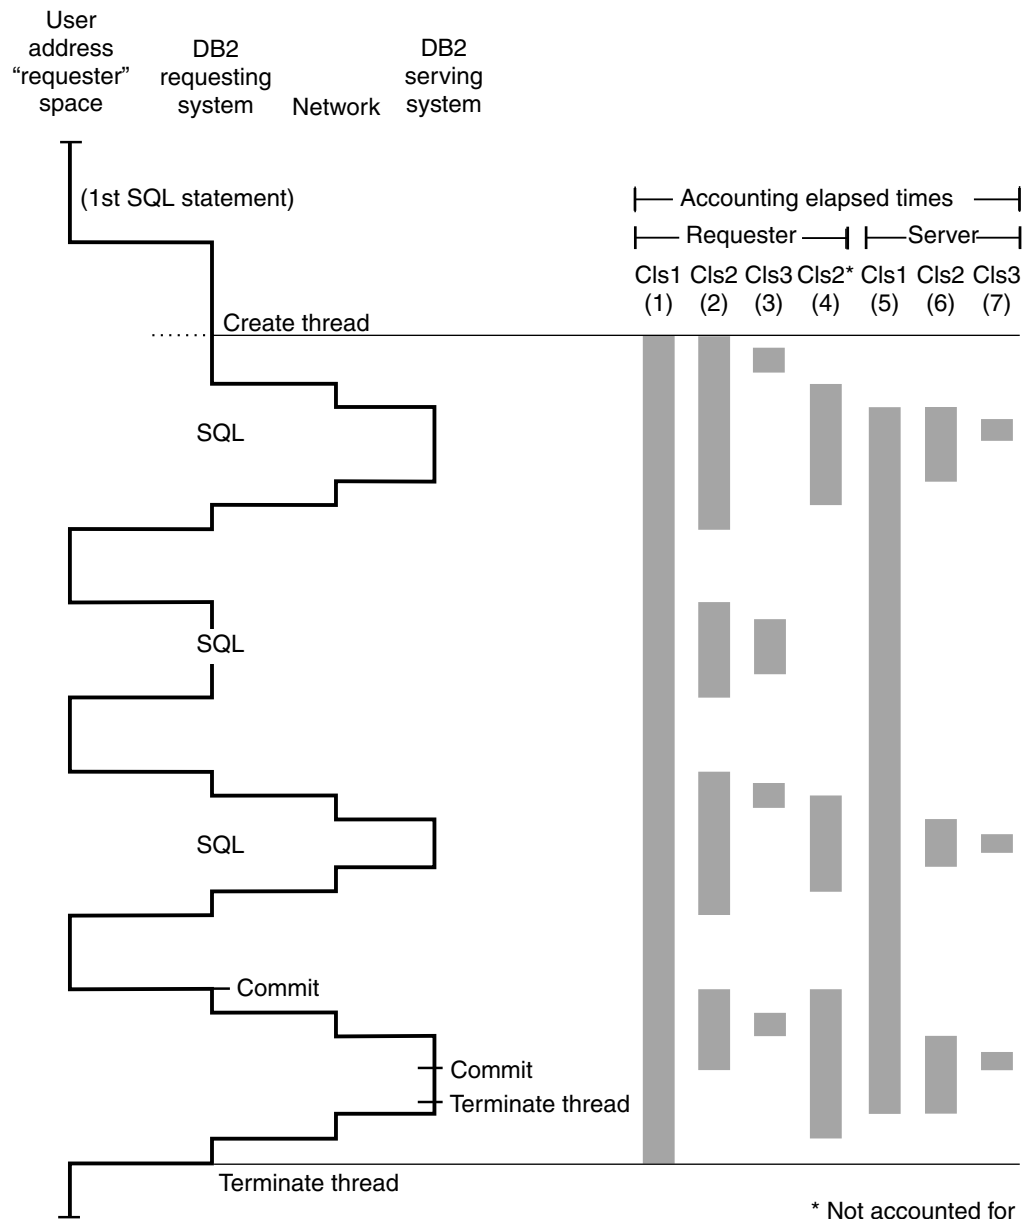 User
address
“requester”
space
DB2
requesting
system
Network
DB2
serving
system
(1st SQL statement)
Accounting elapsed times
Requester
Server
Cls1 Cls2 Cls3 Cls2* Cls1 Cls2 Cls3
(1) (2) (3) (4) (5) (6) (7)
Create thread
SQL
SQL
SQL
Commit
Commit
Terminate thread
Terminate thread
* Not accounted for